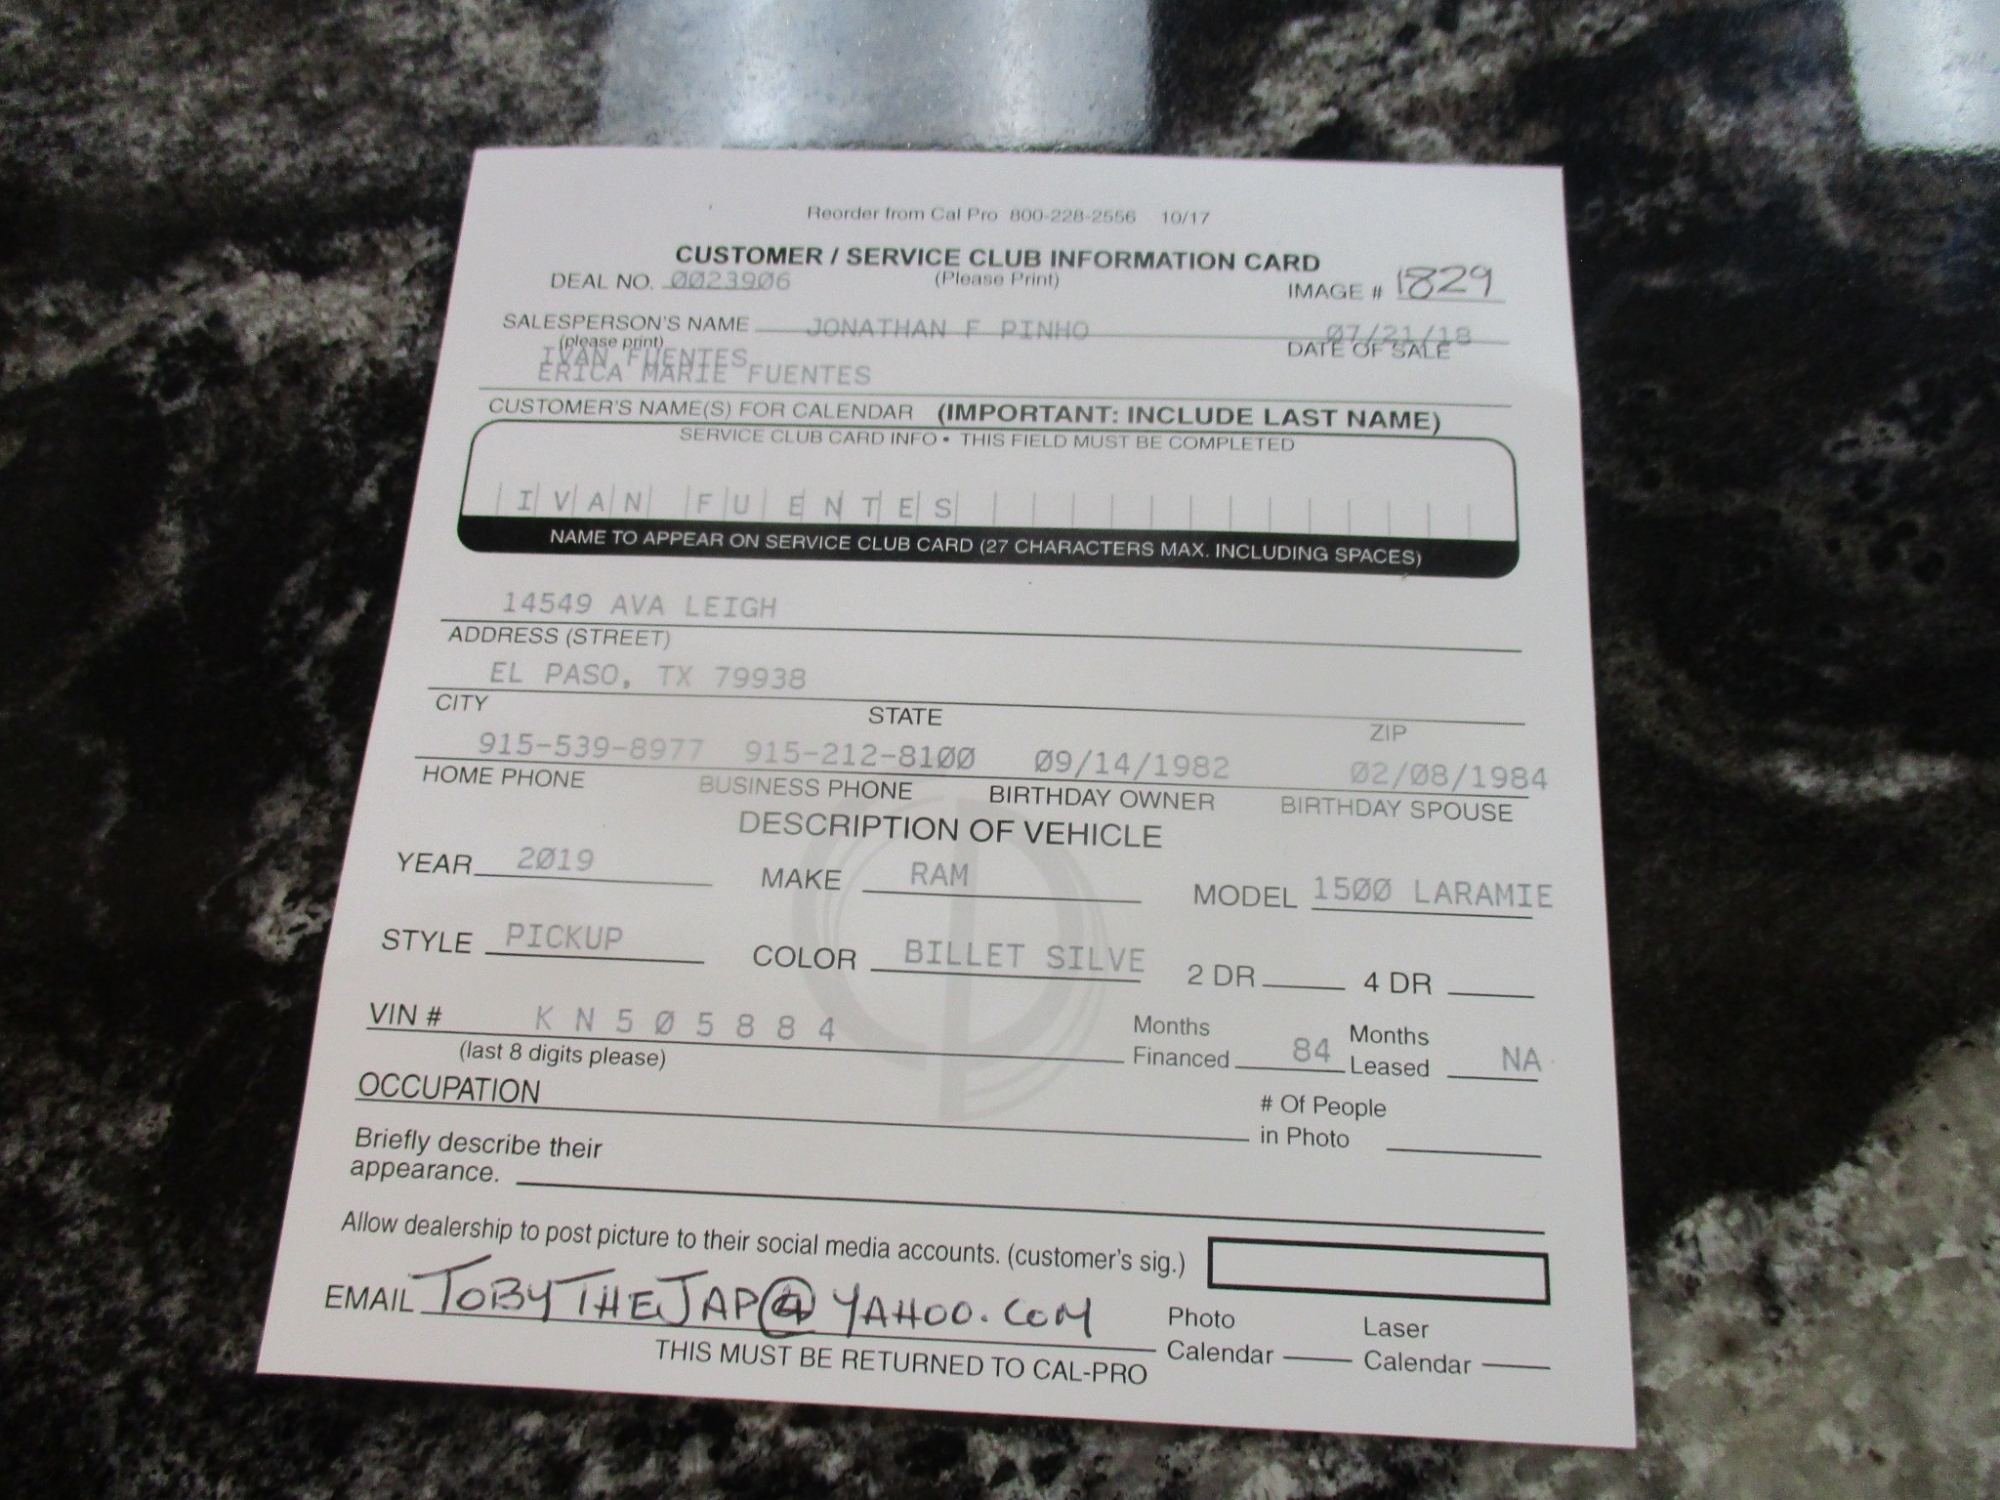 Reorder from Cal Pro 800-228-2556 10/17
CUSTOMER / SERVICE CLUB INFORMATION CARD
DEAL NO. 0023906 (Please Print) IMAGE # 1829
SALESPERSON'S NAME JONATHAN F PINHO 07/21/18
(please print) DATE OF SALE
IVAN FUENTES
ERICA MARIE FUENTES
CUSTOMER'S NAME(S) FOR CALENDAR (IMPORTANT: INCLUDE LAST NAME)
SERVICE CLUB CARD INFO • THIS FIELD MUST BE COMPLETED
IVAN FUENTES
NAME TO APPEAR ON SERVICE CLUB CARD (27 CHARACTERS MAX. INCLUDING SPACES)
14549 AVA LEIGH
ADDRESS (STREET)
EL PASO, TX 79938
CITY STATE ZIP
915-539-8977 915-212-8100 09/14/1982 02/08/1984
HOME PHONE BUSINESS PHONE BIRTHDAY OWNER BIRTHDAY SPOUSE
DESCRIPTION OF VEHICLE
YEAR 2019 MAKE RAM MODEL 1500 LARAMIE
STYLE PICKUP COLOR BILLET SILVE 2 DR 4 DR
VIN # K N 5 0 5 8 8 4 Months Financed 84 Months Leased NA
(last 8 digits please)
OCCUPATION # Of People in Photo
Briefly describe their
appearance.
Allow dealership to post picture to their social media accounts. (customer's sig.)
EMAIL TOBYTHEJAP@YAHOO.COM Photo Calendar Laser Calendar
THIS MUST BE RETURNED TO CAL-PRO